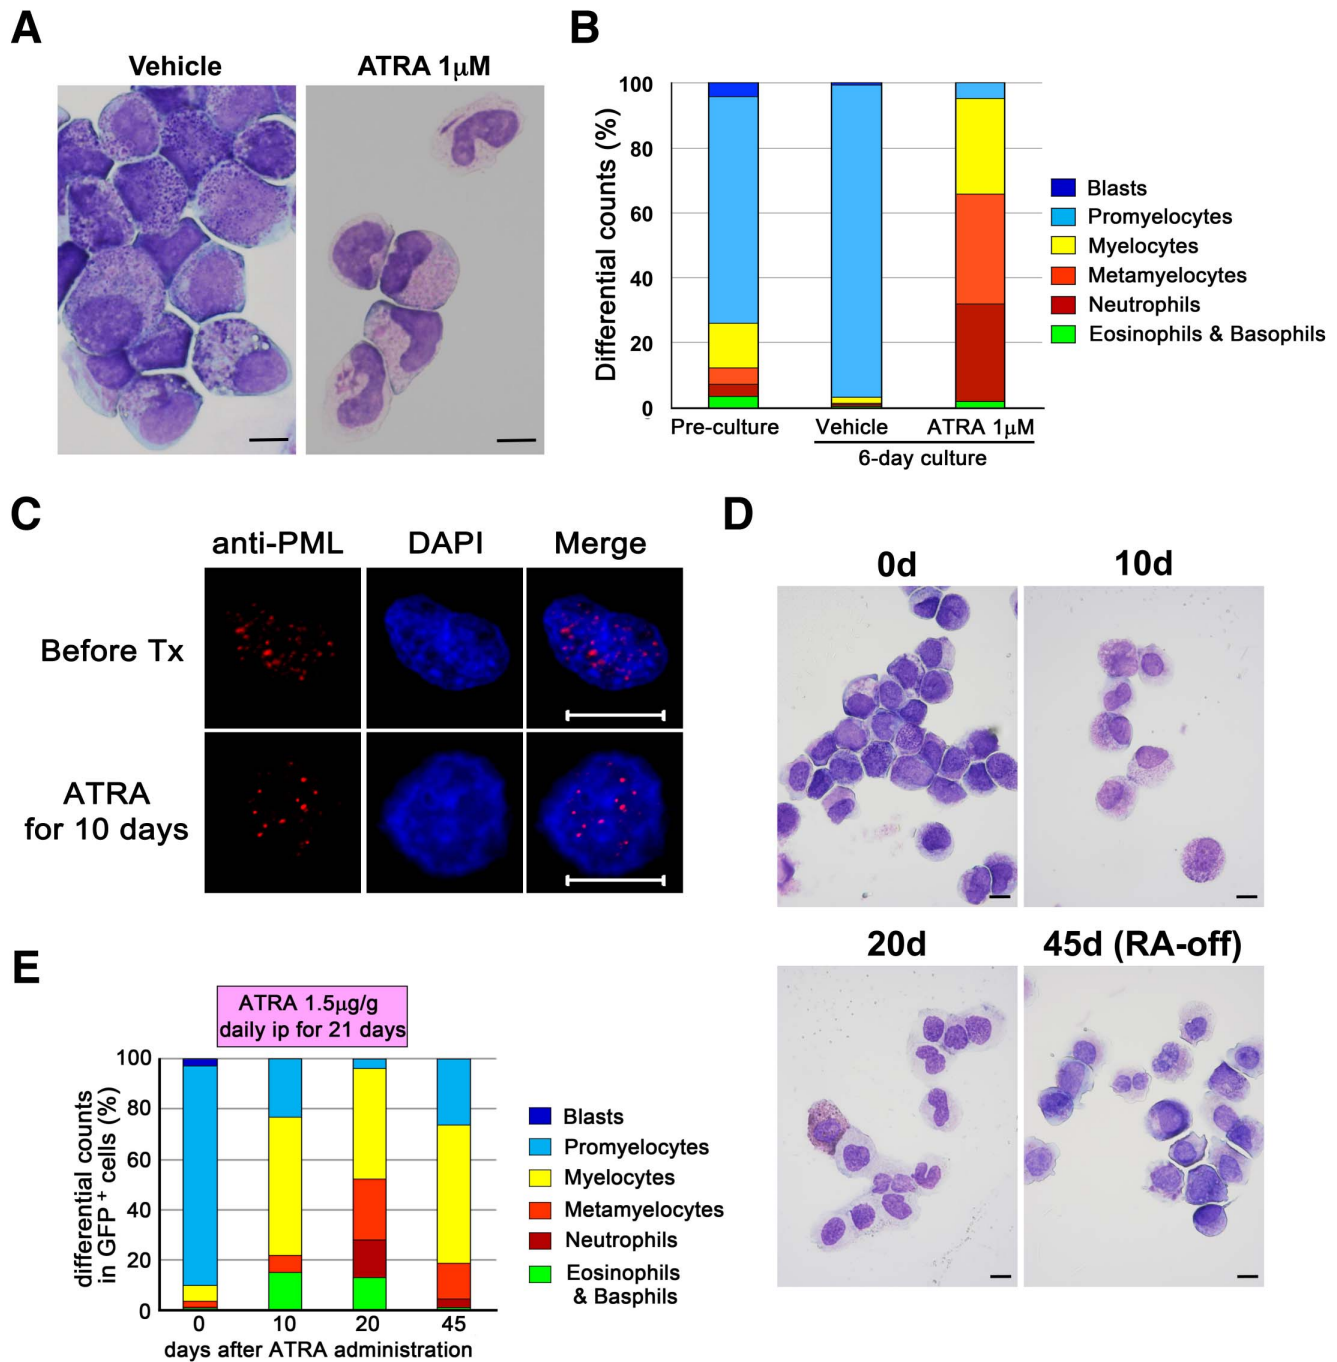 A
Vehicle
ATRA 1μM
B
Differential counts (%)
100
80
60
40
20
0
Pre-culture
Vehicle
ATRA 1μM
6-day culture
Blasts
Promyelocytes
Myelocytes
Metamyelocytes
Neutrophils
Eosinophils & Basophils
C
anti-PML
DAPI
Merge
Before Tx
ATRA
for 10 days
D
0d
10d
20d
45d (RA-off)
E
ATRA 1.5μg/g
daily ip for 21 days
differential counts
in GFP + cells (%)
100
80
60
40
20
0
0
10
20
45
days after ATRA administration
Blasts
Promyelocytes
Myelocytes
Metamyelocytes
Neutrophils
Eosinophils
& Basphils